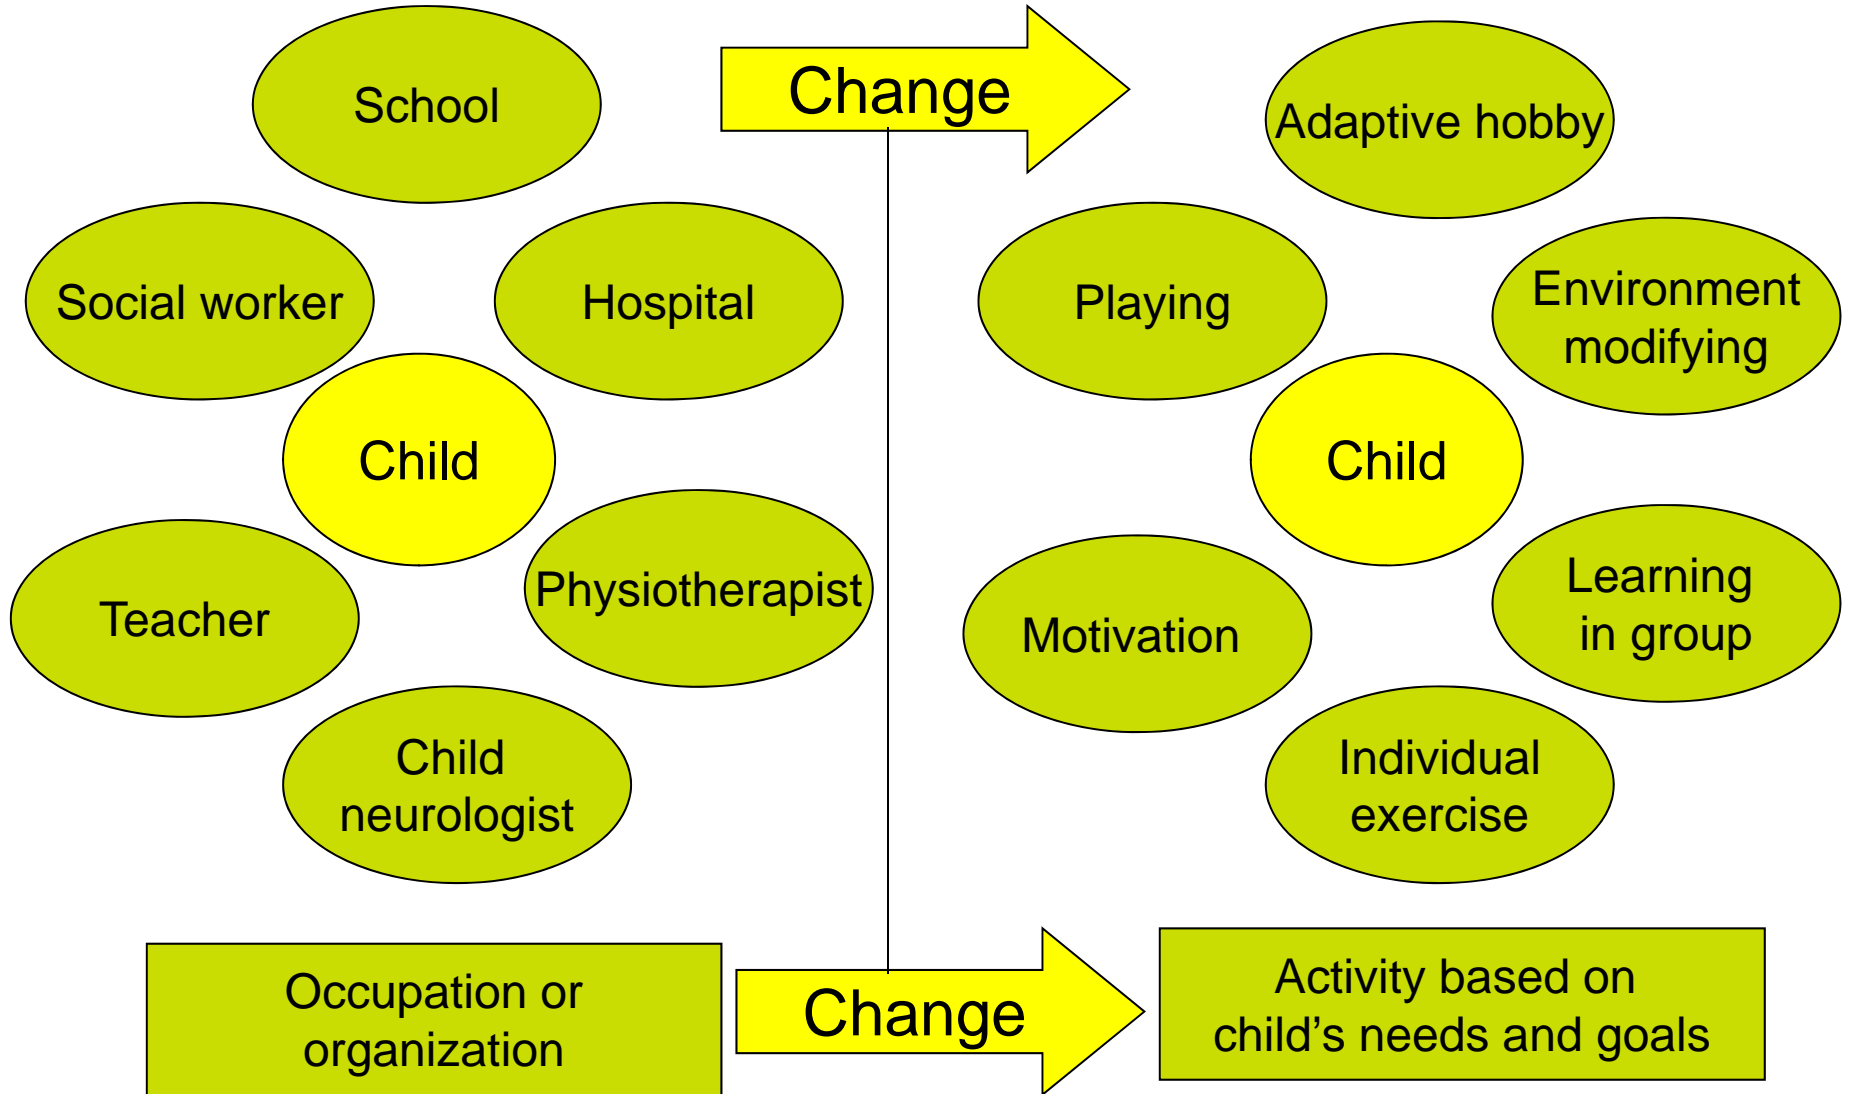 School
Change
Adaptive hobby
Social worker
Hospital
Playing
Environment
modifying
Child
Child
Teacher
Physiotherapist
Motivation
Learning
in group
Child
neurologist
Individual
exercise
Occupation or
organization
Change
Activity based on
child’s needs and goals